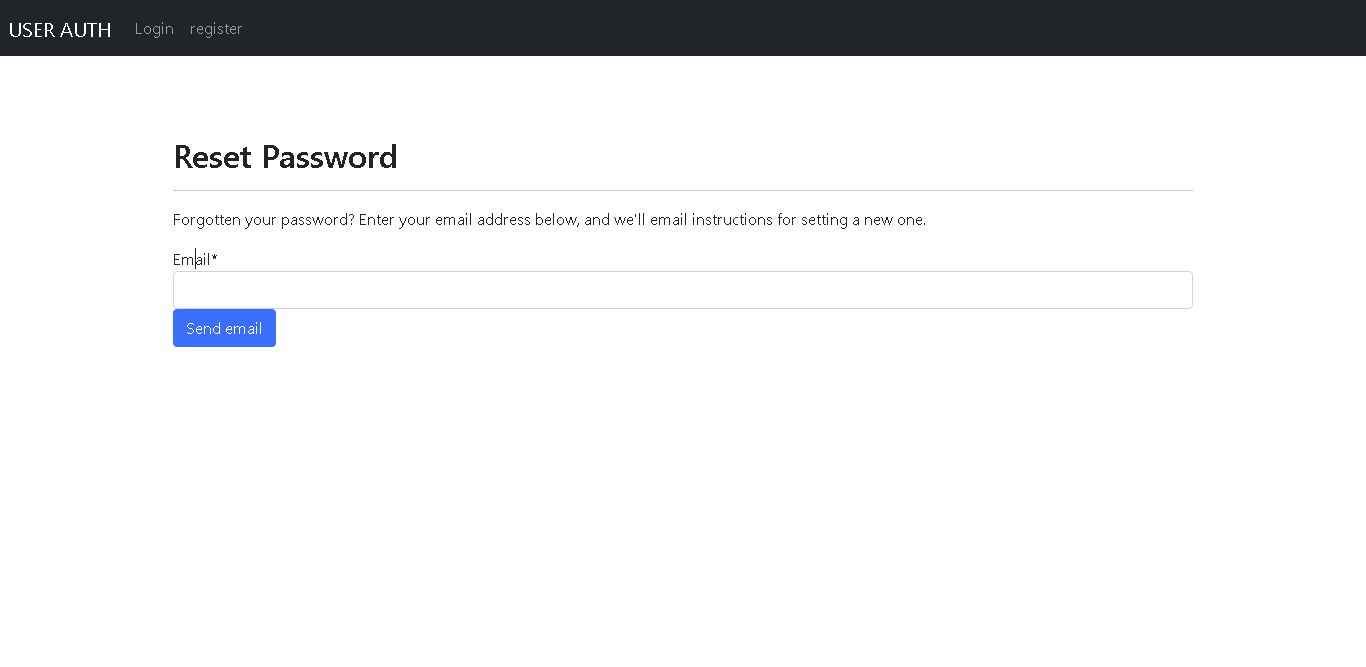 USER AUTH Login register
Reset Password
Forgotten your password? Enter your email address below, and we'll email instructions for setting a new one.
Email*
Send email